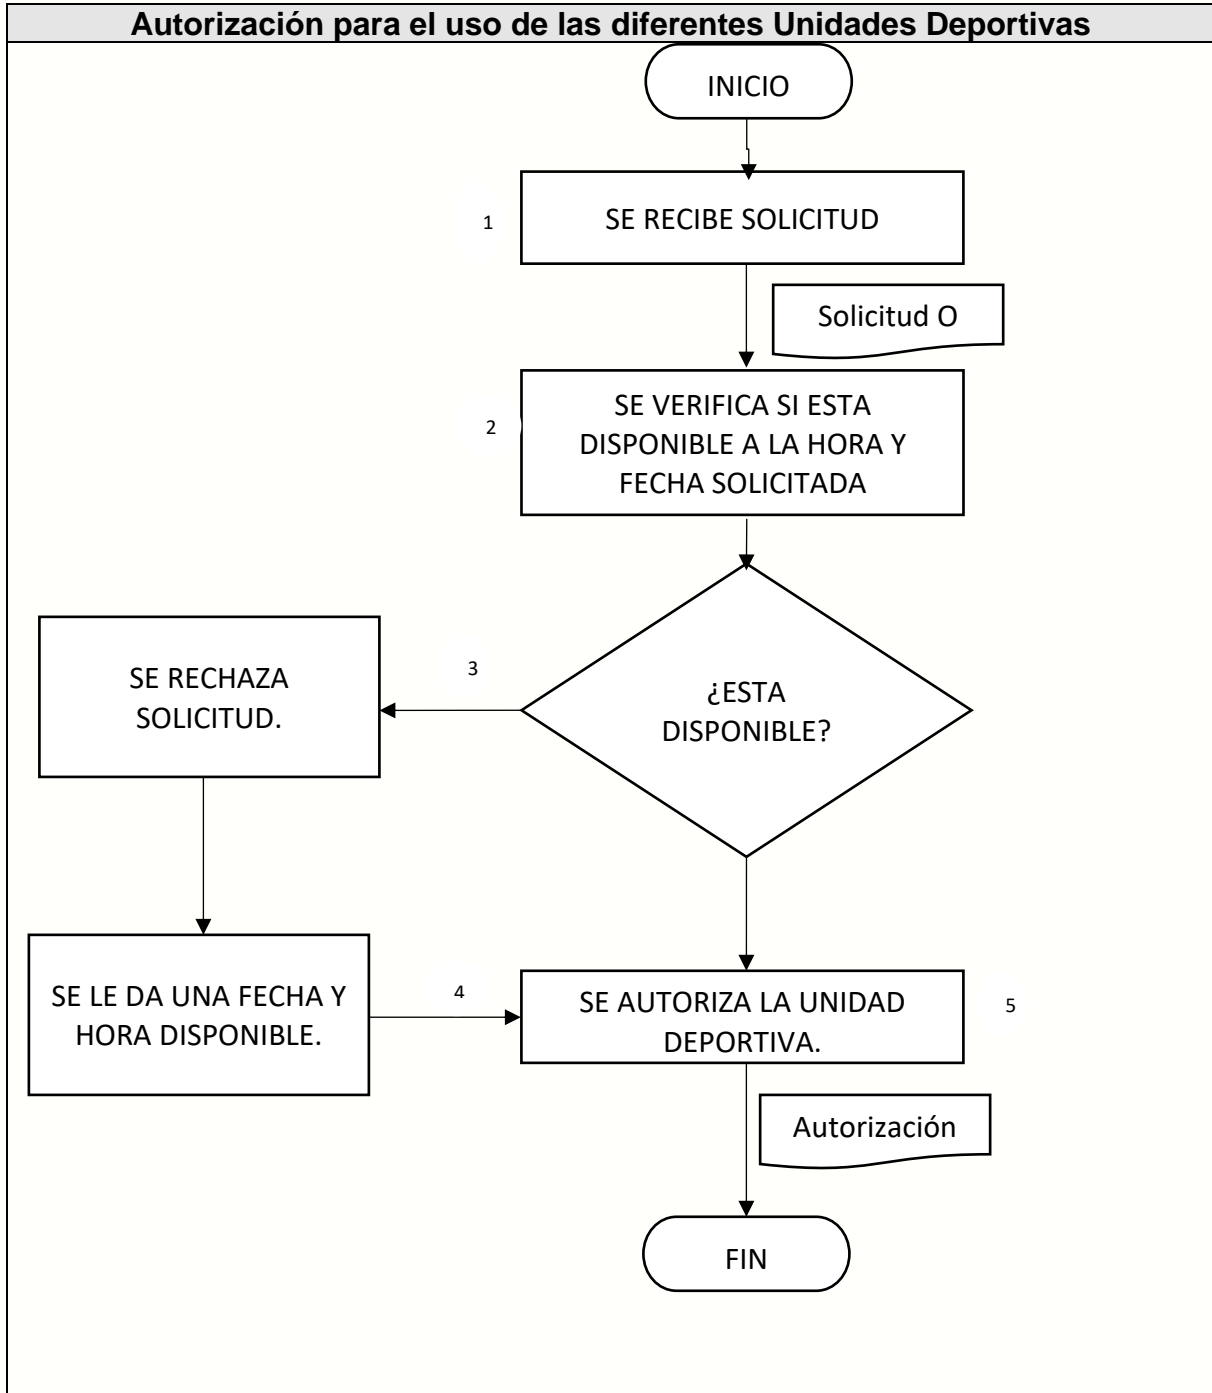 Autorización para el uso de las diferentes Unidades Deportivas
INICIO
1
SE RECIBE SOLICITUD
Solicitud O
2
SE VERIFICA SI ESTA
DISPONIBLE A LA HORA Y
FECHA SOLICITADA
3
¿ESTA
DISPONIBLE?
SE RECHAZA
SOLICITUD.
SE LE DA UNA FECHA Y
HORA DISPONIBLE.
4
SE AUTORIZA LA UNIDAD
DEPORTIVA.
5
Autorización
FIN